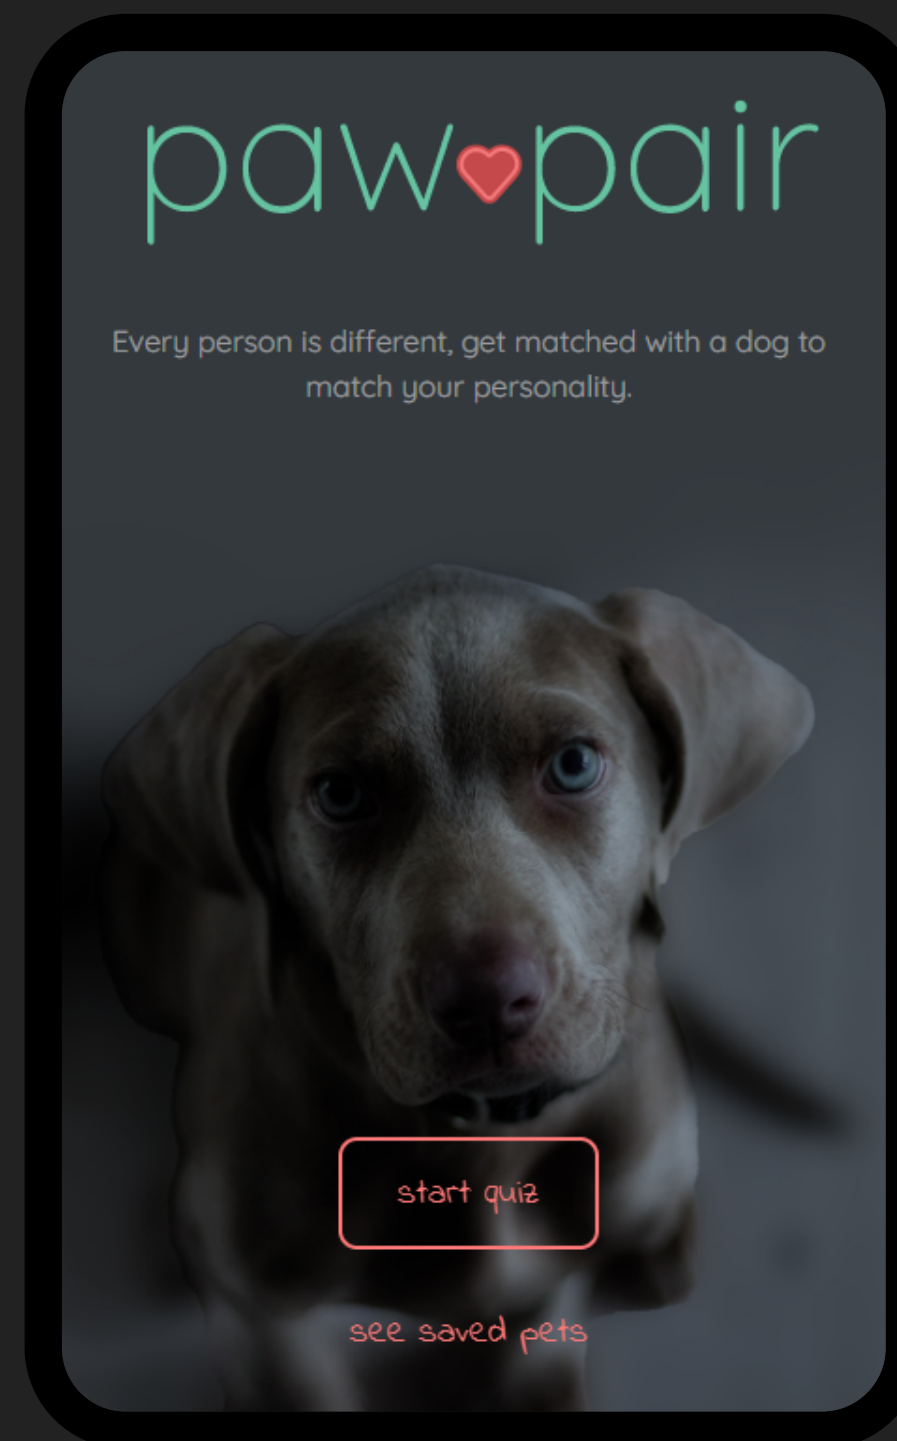 paw pair
Every person is different, get matched with a dog to
match your personality.
start quiz
see saved pets